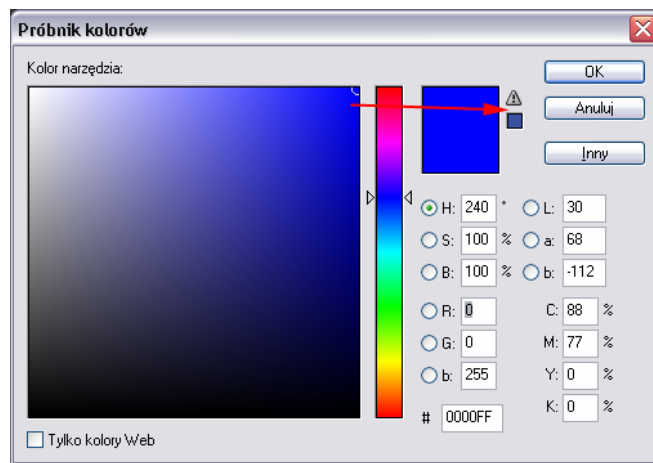 Próbnik kolorów
Kolor narzędzia:
OK
Anuluj
Inny
H: 240 ° L: 30
S: 100 % a: 68
B: 100 % b: -112
R: 0 C: 88 %
G: 0 M: 77 %
b: 255 Y: 0 %
# 0000FF K: 0 %
Tylko kolory Web